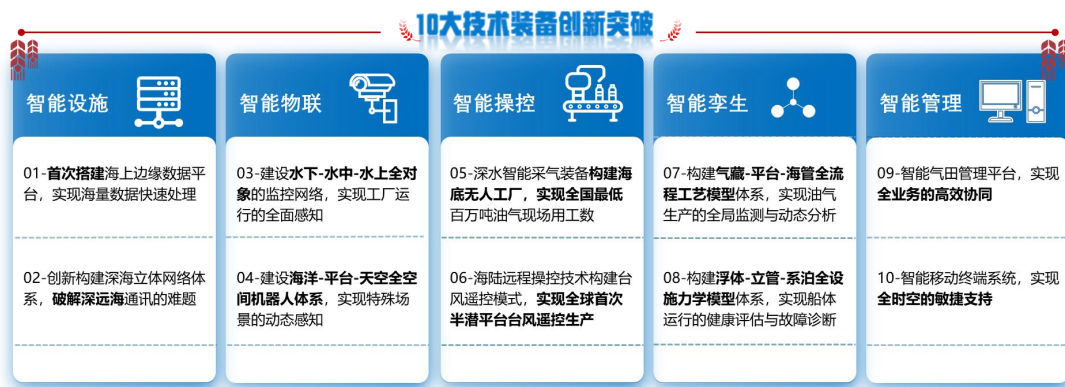 10大技术装备创新突破
智能设施
01-首次搭建海上边缘数据平
台，实现海量数据快速处理
02-创新构建深海立体网络体
系，破解深远海通讯的难题
智能物联
03-建设水下-水中-水上全对
象的监控网络，实现工厂运
行的全面感知
04-建设海洋-平台-天空全空
间机器人体系，实现特殊场
景的动态感知
智能操控
05-深水智能采气装备构建海
底无人工厂，实现全国最低
百万吨油气现场用工数
06-海陆远程操控技术构建台
风遥控模式，实现全球首次
半潜平台台风遥控生产
智能孪生
07-构建气藏-平台-海管全流
程工艺模型体系，实现油气
生产的全局监测与动态分析
08-构建浮体-立管-系泊全设
施力学模型体系，实现船体
运行的健康评估与故障诊断
智能管理
09-智能气田管理平台，实现
全业务的高效协同
10-智能移动终端系统，实现
全时空的敏捷支持